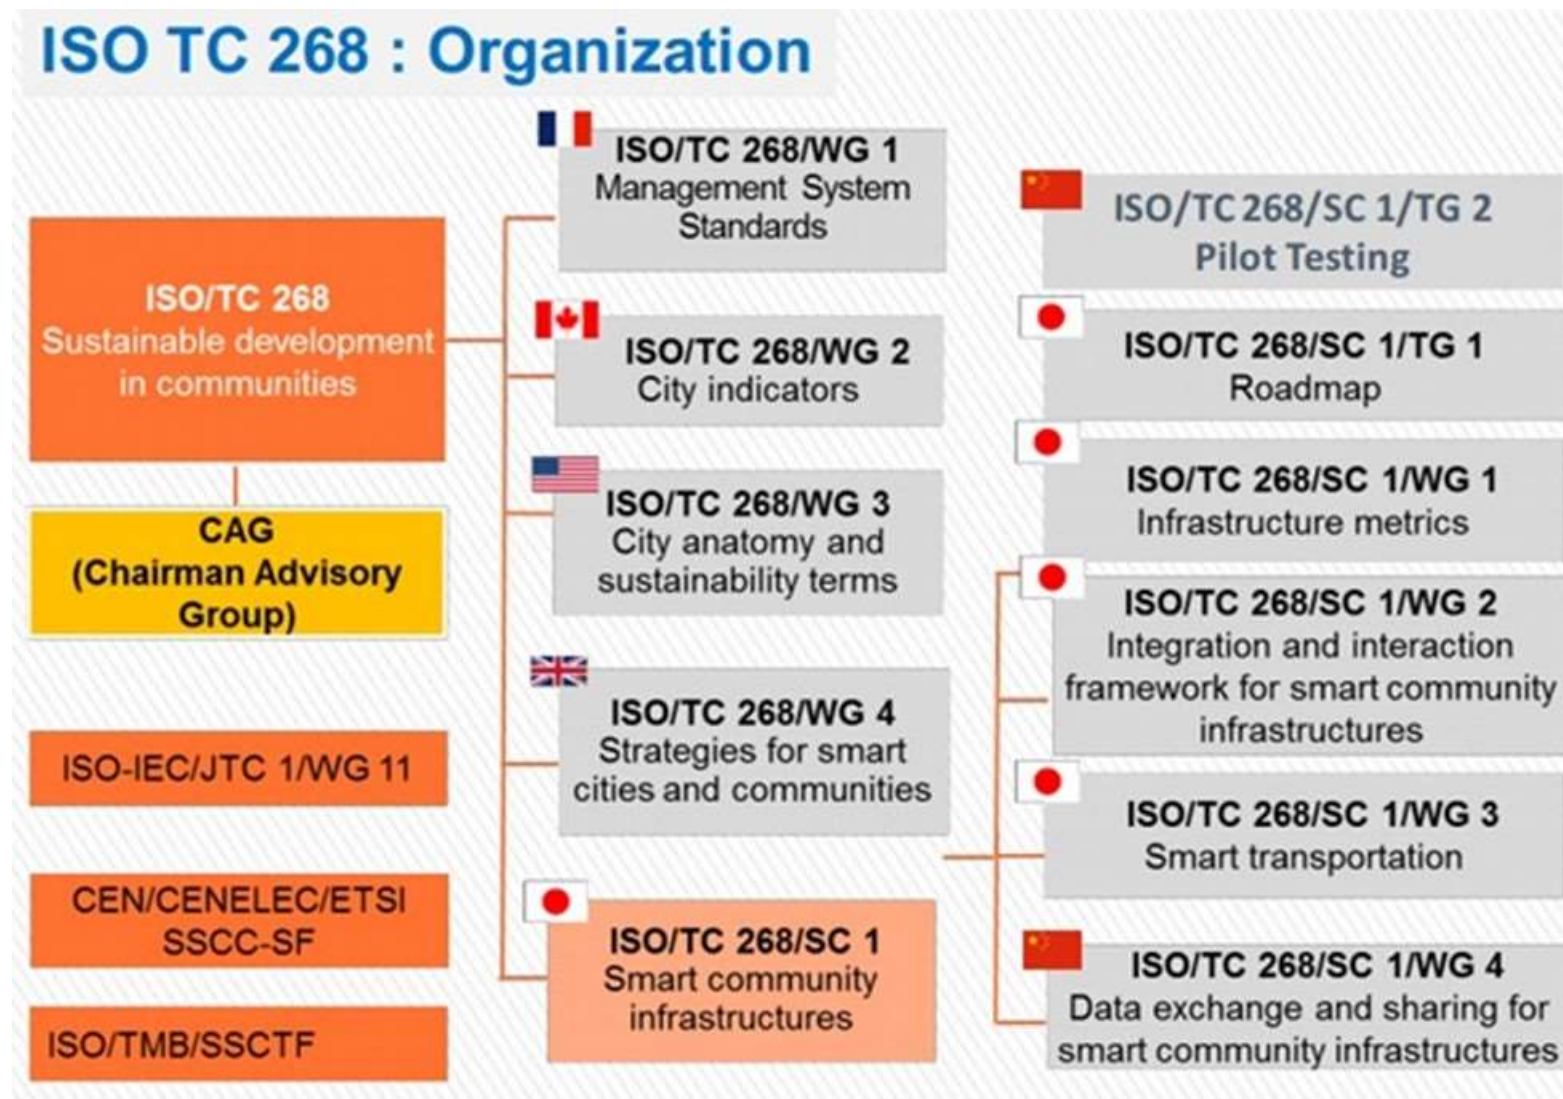 ISO TC 268 : Organization
ISO/TC 268
Sustainable development
in communities
CAG
(Chairman Advisory
Group)
ISO-IEC/JTC 1/WG 11
CEN/CENELEC/ETSI
SSCC-SF
ISO/TMB/SSCTF
ISO/TC 268/WG 1
Management System
Standards
ISO/TC 268/WG 2
City indicators
ISO/TC 268/WG 3
City anatomy and
sustainability terms
ISO/TC 268/WG 4
Strategies for smart
cities and communities
ISO/TC 268/SC 1
Smart community
infrastructures
ISO/TC 268/SC 1/TG 2
Pilot Testing
ISO/TC 268/SC 1/TG 1
Roadmap
ISO/TC 268/SC 1/WG 1
Infrastructure metrics
ISO/TC 268/SC 1/WG 2
Integration and interaction
framework for smart community
infrastructures
ISO/TC 268/SC 1/WG 3
Smart transportation
ISO/TC 268/SC 1/WG 4
Data exchange and sharing for
smart community infrastructures